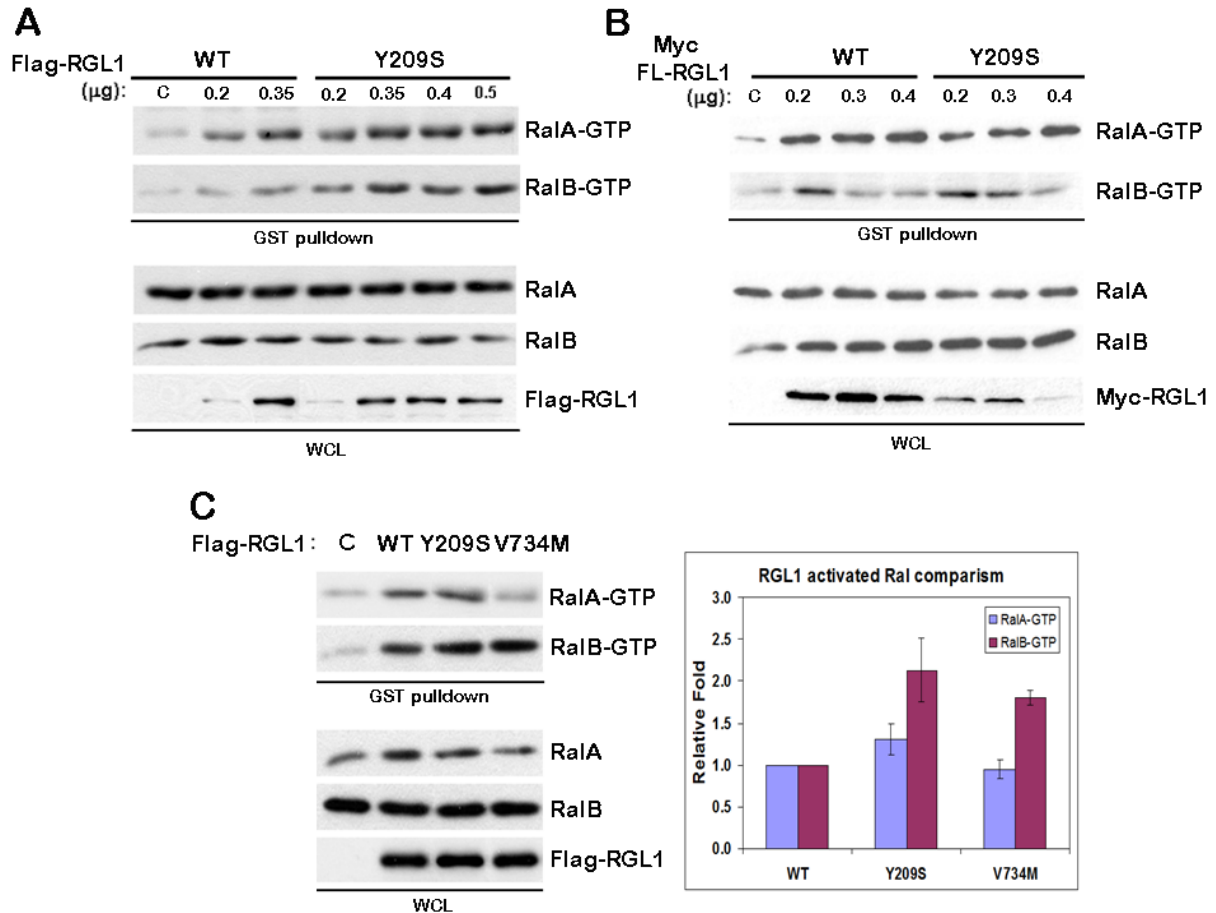 A
Flag-RGL1 WT Y209S
(µg): C 0.2 0.35 0.2 0.35 0.4 0.5
RalA-GTP
RalB-GTP
GST pulldown
RalA
RalB
Flag-RGL1
WCL
B
Myc
FL-RGL1 WT Y209S
(µg): C 0.2 0.3 0.4 0.2 0.3 0.4
RalA-GTP
RalB-GTP
GST pulldown
RalA
RalB
Myc-RGL1
WCL
C
Flag-RGL1: C WT Y209S V734M
RalA-GTP
RalB-GTP
GST pulldown
RalA
RalB
Flag-RGL1
WCL
RGL1 activated Ral comparism
Relative Fold
3.0
2.5
2.0
1.5
1.0
0.5
0.0
RalA-GTP
RalB-GTP
WT Y209S V734M